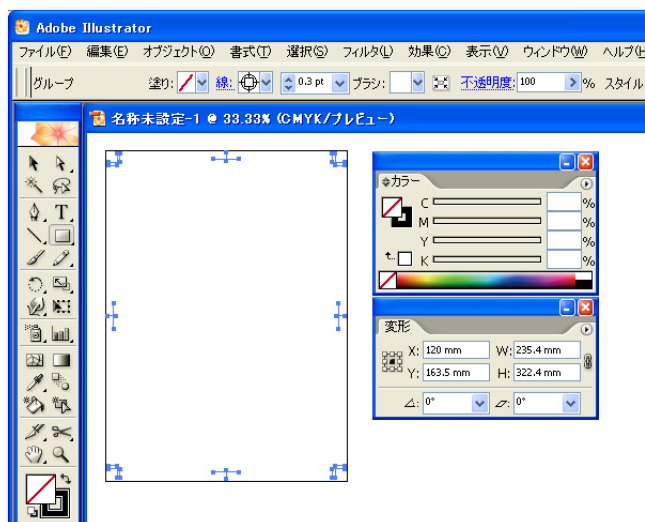 Adobe Illustrator
ファイル(F) 編集(E) オブジェクト(O) 書式(T) 選択(S) フィルタ(L) 効果(C) 表示(V) ウィンドウ(W) ヘルプ(H
グループ 塗り: 線: 0.3 pt ブラシ: 不透明度: 100 % スタイル
名称未設定-1 @ 33.33% (CMYK/プレビュー)
カラー
C %
M %
Y %
K %
変形
X: 120 mm W: 235.4 mm
Y: 163.5 mm H: 322.4 mm
0° 0°